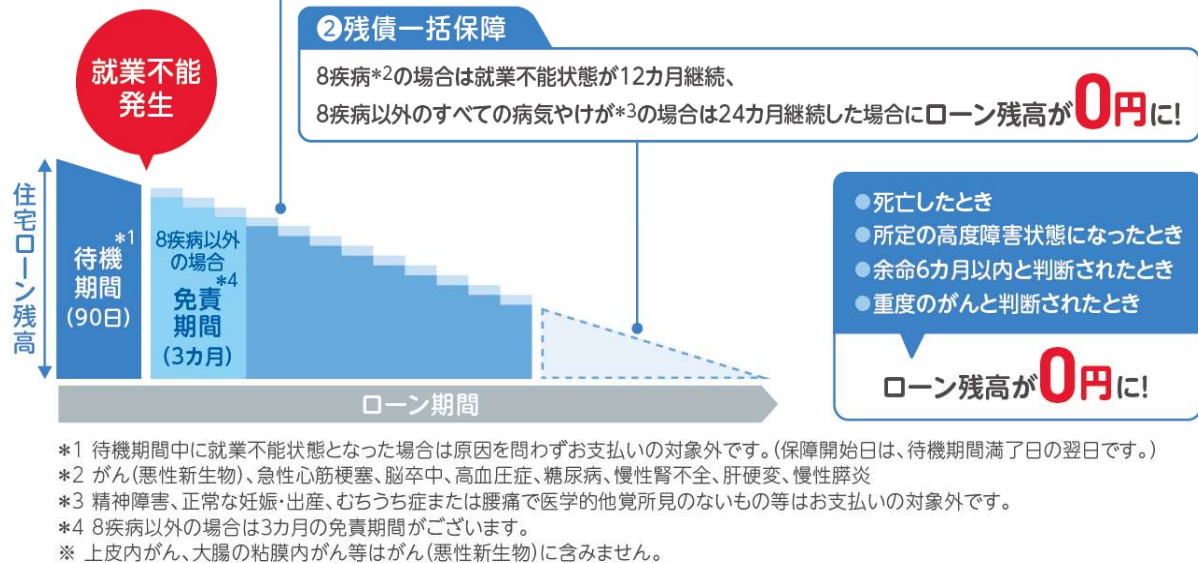 ❷残債一括保障
8疾病*2の場合は就業不能状態が12カ月継続、
8疾病以外のすべての病気やけが*3の場合は24カ月継続した場合にローン残高が0円に!
就業不能
発生
住宅ローン残高
待機*1
期間
(90日)
8疾病以外
の場合
免責*4
期間
(3カ月)
ローン期間
●死亡したとき
●所定の高度障害状態になったとき
●余命6カ月以内と判断されたとき
●重度のがんと判断されたとき
ローン残高が0円に!
*1 待機期間中に就業不能状態となった場合は原因を問わずお支払いの対象外です。(保障開始日は、待機期間満了日の翌日です。)
*2 がん(悪性新生物)、急性心筋梗塞、脳卒中、高血圧症、糖尿病、慢性腎不全、肝硬変、慢性膵炎
*3 精神障害、正常な妊娠・出産、むちうち症または腰痛で医学的他覚所見のないもの等はお支払いの対象外です。
*4 8疾病以外の場合は3カ月の免責期間がございます。
※ 上皮内がん、大腸の粘膜内がん等はがん(悪性新生物)に含みません。